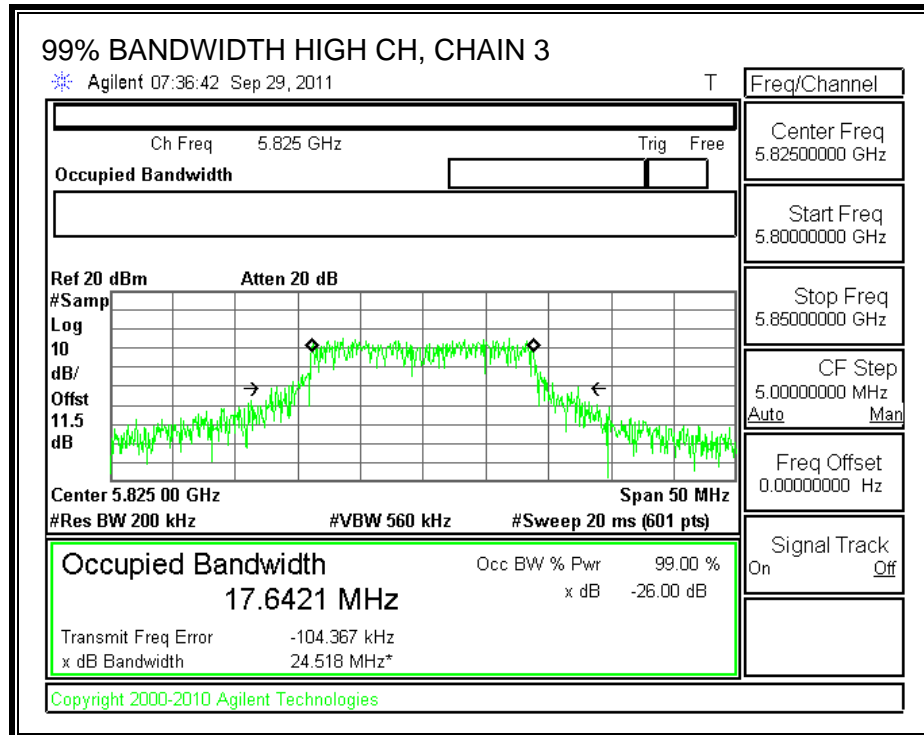 99% BANDWIDTH HIGH CH, CHAIN 3
Agilent 07:36:42 Sep 29, 2011 T
Freq/Channel
Ch Freq 5.825 GHz Trig Free
Occupied Bandwidth
Center Freq
5.82500000 GHz
Start Freq
5.80000000 GHz
Stop Freq
5.85000000 GHz
CF Step
5.00000000 MHz
Auto Man
Freq Offset
0.00000000 Hz
Signal Track
On Off
Ref 20 dBm Atten 20 dB
#Samp
Log
10
dB/
Offst
11.5
dB
Center 5.825 00 GHz Span 50 MHz
#Res BW 200 kHz #VBW 560 kHz #Sweep 20 ms (601 pts)
Occupied Bandwidth
17.6421 MHz
Occ BW % Pwr 99.00 %
x dB -26.00 dB
Transmit Freq Error -104.367 kHz
x dB Bandwidth 24.518 MHz*
Copyright 2000-2010 Agilent Technologies